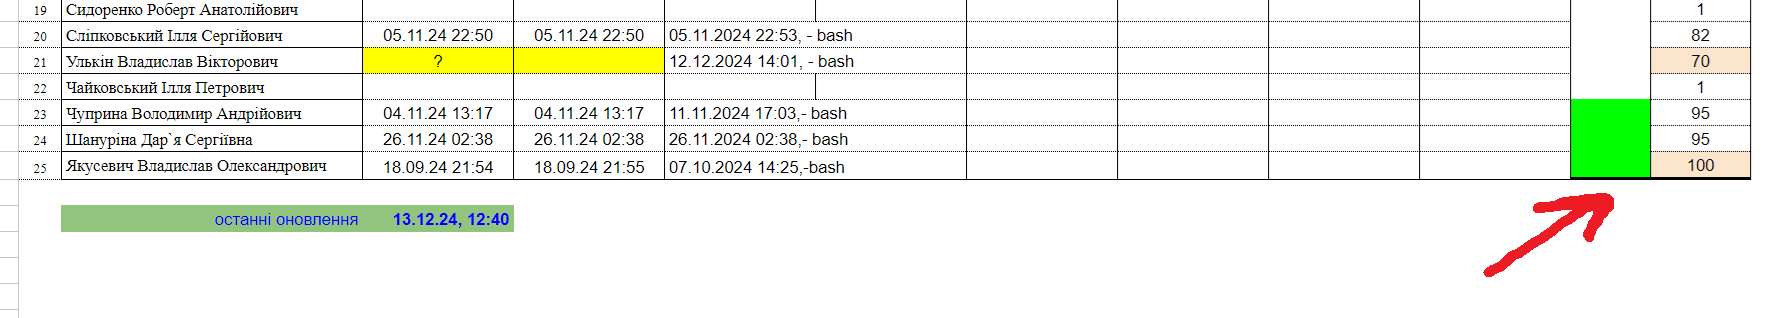 19 Сидоренко Роберт Анатолійович 1
20 Сліпковський Ілля Сергійович 05.11.24 22:50 05.11.24 22:50 05.11.2024 22:53, - bash 82
21 Улькін Владислав Вікторович ? 12.12.2024 14:01, - bash 70
22 Чайковський Ілля Петрович 1
23 Чуприна Володимир Андрійович 04.11.24 13:17 04.11.24 13:17 11.11.2024 17:03,- bash 95
24 Шануріна Дар`я Сергіївна 26.11.24 02:38 26.11.24 02:38 26.11.2024 02:38,- bash 95
25 Якусевич Владислав Олександрович 18.09.24 21:54 18.09.24 21:55 07.10.2024 14:25,-bash 100
останні оновлення 13.12.24, 12:40